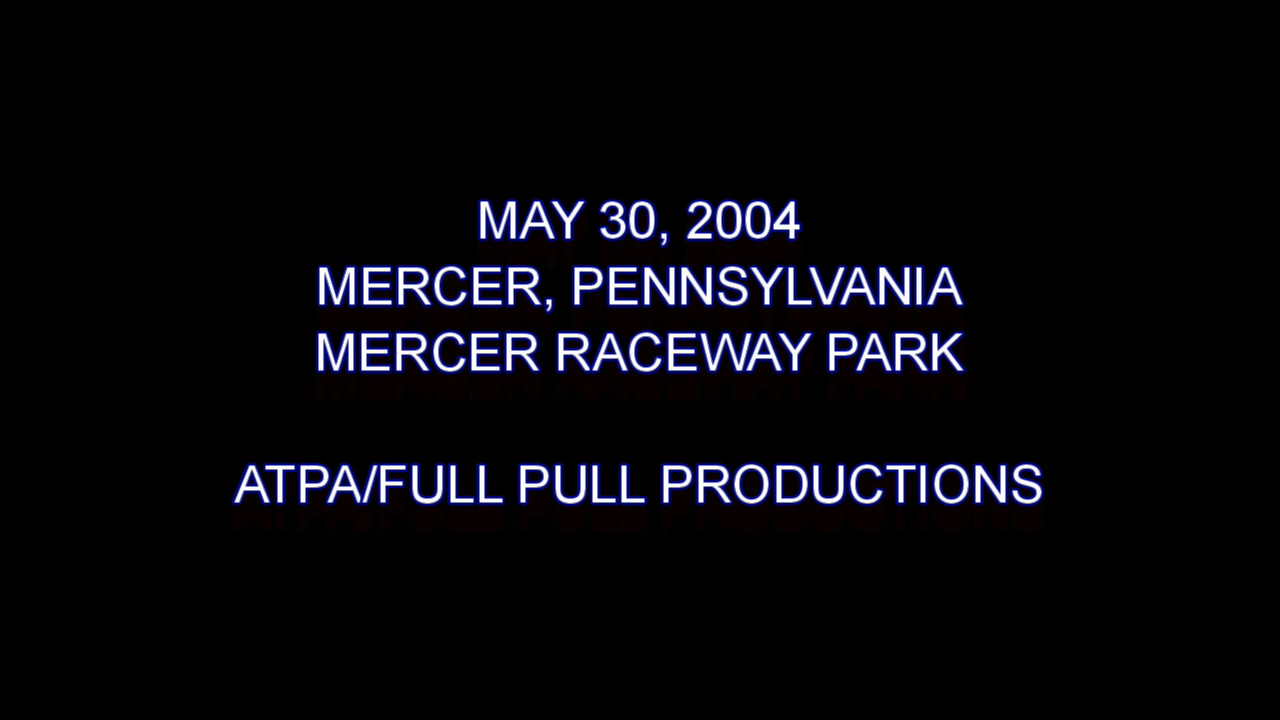 MAY 30, 2004
MERCER, PENNSYLVANIA
MERCER RACEWAY PARK
ATPA/FULL PULL PRODUCTIONS